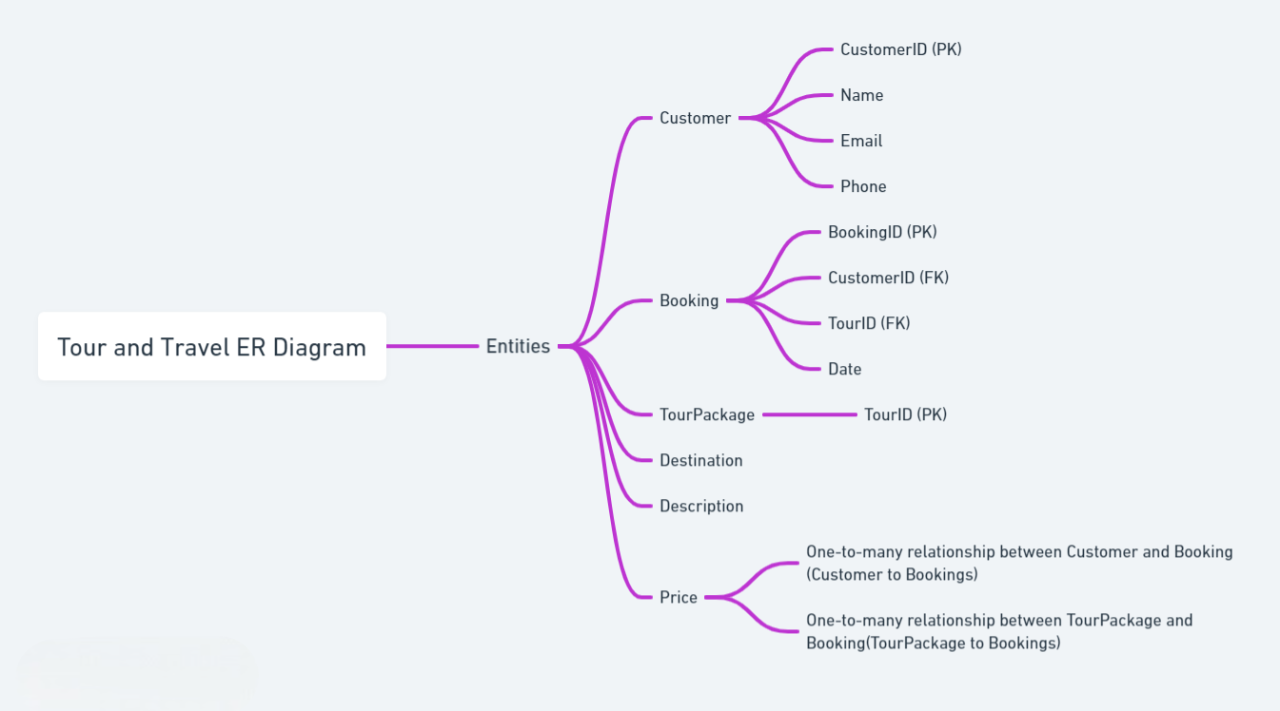 Tour and Travel ER Diagram
Entities
Customer
CustomerID (PK)
Name
Email
Phone
Booking
BookingID (PK)
CustomerID (FK)
TourID (FK)
Date
TourPackage
TourID (PK)
Destination
Description
Price
One-to-many relationship between Customer and Booking
(Customer to Bookings)
One-to-many relationship between TourPackage and
Booking(TourPackage to Bookings)